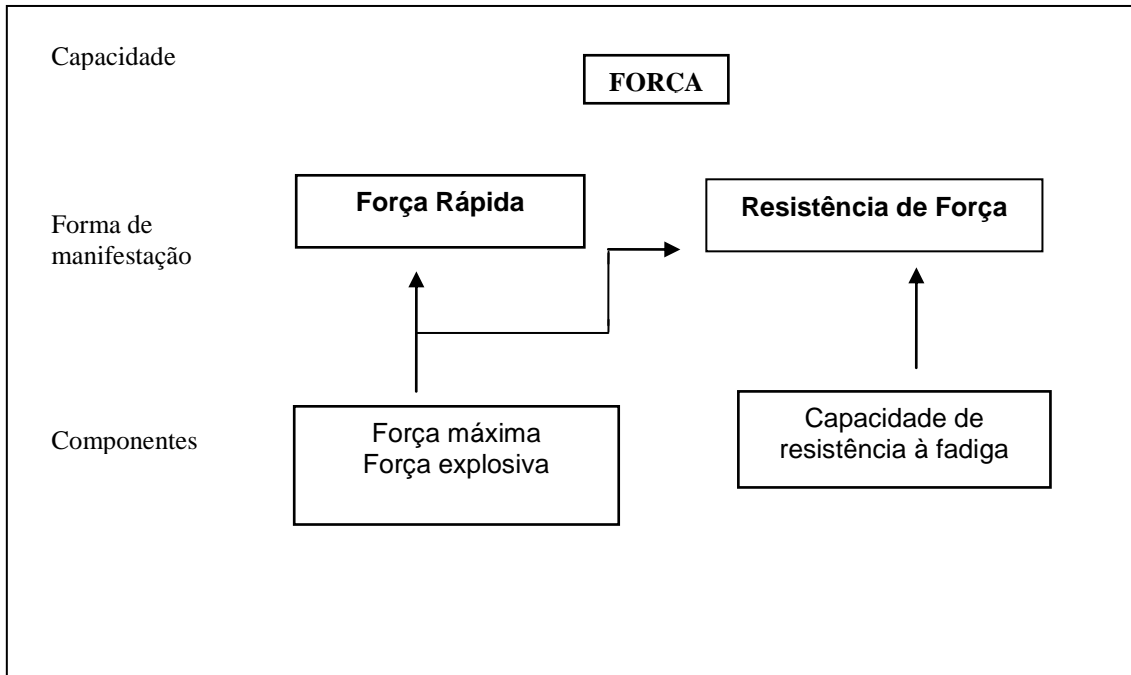 Capacidade
FORÇA
Força Rápida
Resistência de Força
Forma de
manifestação
Componentes
Força máxima
Força explosiva
Capacidade de
resistência à fadiga